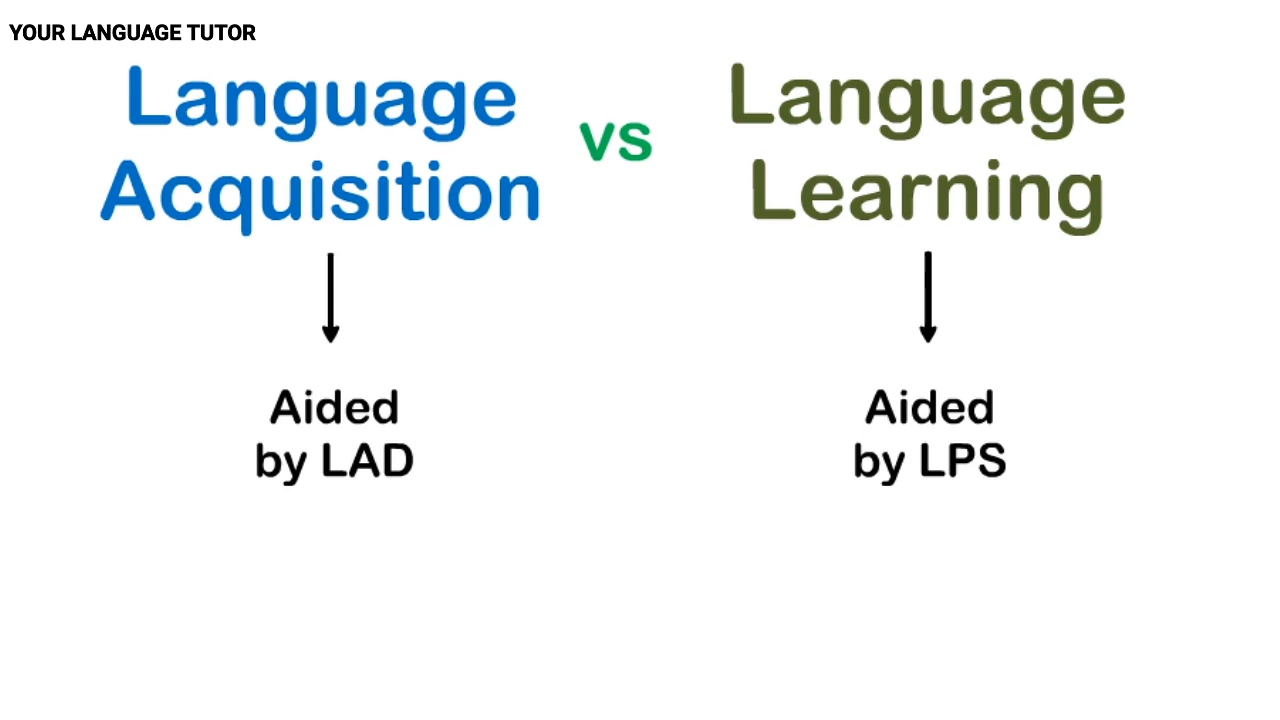 YOUR LANGUAGE TUTOR
Language
Acquisition
vs
Language
Learning
Aided
by LAD
Aided
by LPS